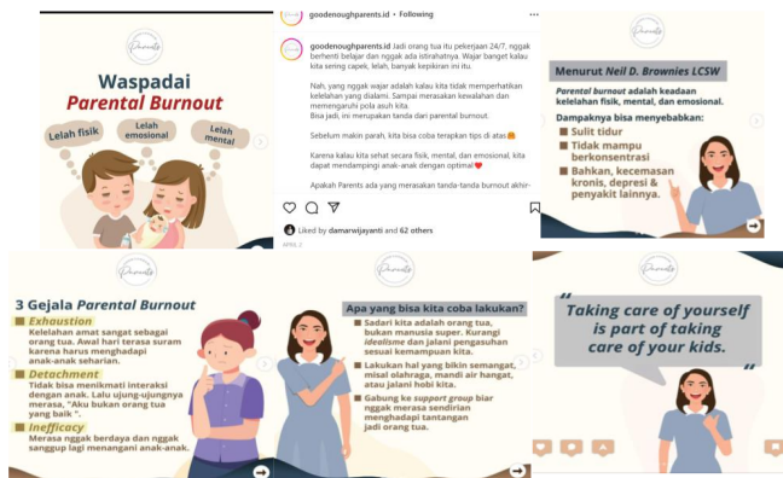 Parents
Waspadai
Parental Burnout
Lelah fisik
Lelah
emosional
Lelah
mental
goodenoughparents.id • Following
goodenoughparents.id Jadi orang tua itu pekerjaan 24/7, nggak
berhenti belajar dan nggak ada istirahatnya. Wajar banget kalau
kita sering capek, lelah, banyak kepikiran ini itu.
Nah, yang nggak wajar adalah kalau kita tidak memperhatikan
kelelahan yang dialami. Sampai merasakan kewalahan dan
memengaruhi pola asuh kita.
Bisa jadi, ini merupakan tanda dari parental burnout.
Sebelum makin parah, kita bisa coba terapkan tips di atas🤗
Karena kalau kita sehat secara fisik, mental, dan emosional, kita
dapat mendampingi anak-anak dengan optimal❤️
Apakah Parents ada yang merasakan tanda-tanda burnout akhir-
Liked by damarwijayanti and 62 others
APRIL 2
Parents
Menurut Neil D. Brownies LCSW
Parental burnout adalah keadaan
kelelahan fisik, mental, dan emosional.
Dampaknya bisa menyebabkan:
Sulit tidur
Tidak mampu
berkonsentrasi
Bahkan, kecemasan
kronis, depresi &
penyakit lainnya.
Parents
3 Gejala Parental Burnout
Exhaustion
Kelelahan amat sangat sebagai
orang tua. Awal hari terasa suram
karena harus menghadapi
anak-anak seharian.
Detachment
Tidak bisa menikmati interaksi
dengan anak. Lalu ujung-ujungnya
merasa, "Aku bukan orang tua
yang baik ".
Inefficacy
Merasa nggak berdaya dan nggak
sanggup lagi menangani anak-anak.
Parents
Apa yang bisa kita coba lakukan?
Sadari kita adalah orang tua,
bukan manusia super. Kurangi
idealisme dan jalani pengasuhan
sesuai kemampuan kita.
Lakukan hal yang bikin semangat,
misal olahraga, mandi air hangat,
atau jalani hobi kita.
Gabung ke support group biar
nggak merasa sendirian
menghadapi tantangan
jadi orang tua.
Parents
"Taking care of yourself
is part of taking
care of your kids."